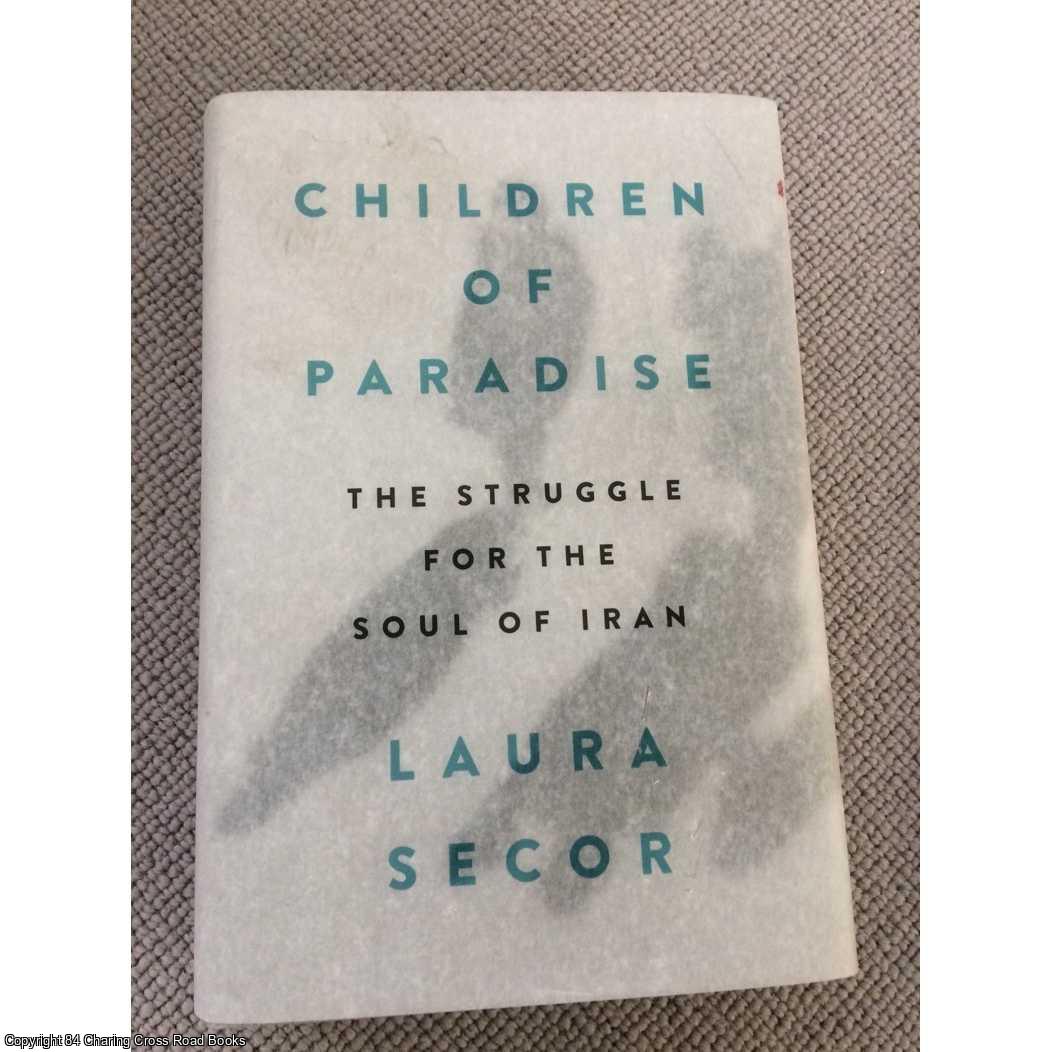 CHILDREN
OF
PARADISE
THE STRUGGLE
FOR THE
SOUL OF IRAN
LAURA
SECOR
Copyright 84 Charing Cross Road Books